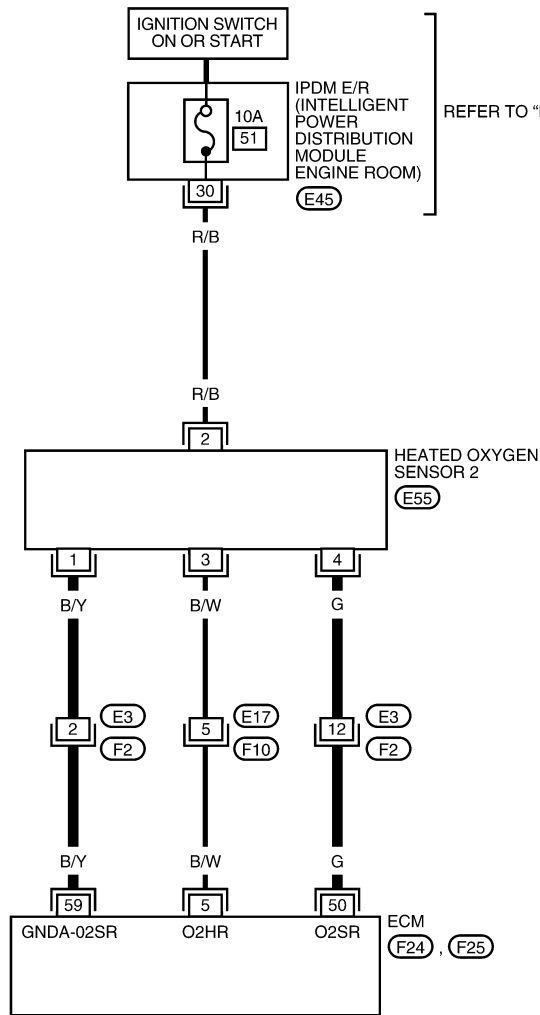 IGNITION SWITCH
ON OR START
10A
51
IPDM E/R
(INTELLIGENT
POWER
DISTRIBUTION
MODULE
ENGINE ROOM)
REFER TO "
30
E45
R/B
R/B
2
HEATED OXYGEN
SENSOR 2
E55
1 3 4
B/Y B/W G
2 E3 5 E17 12 E3
F2 F10 F2
B/Y B/W G
59 5 50
GNDA-02SR O2HR O2SR
ECM
F24 , F25